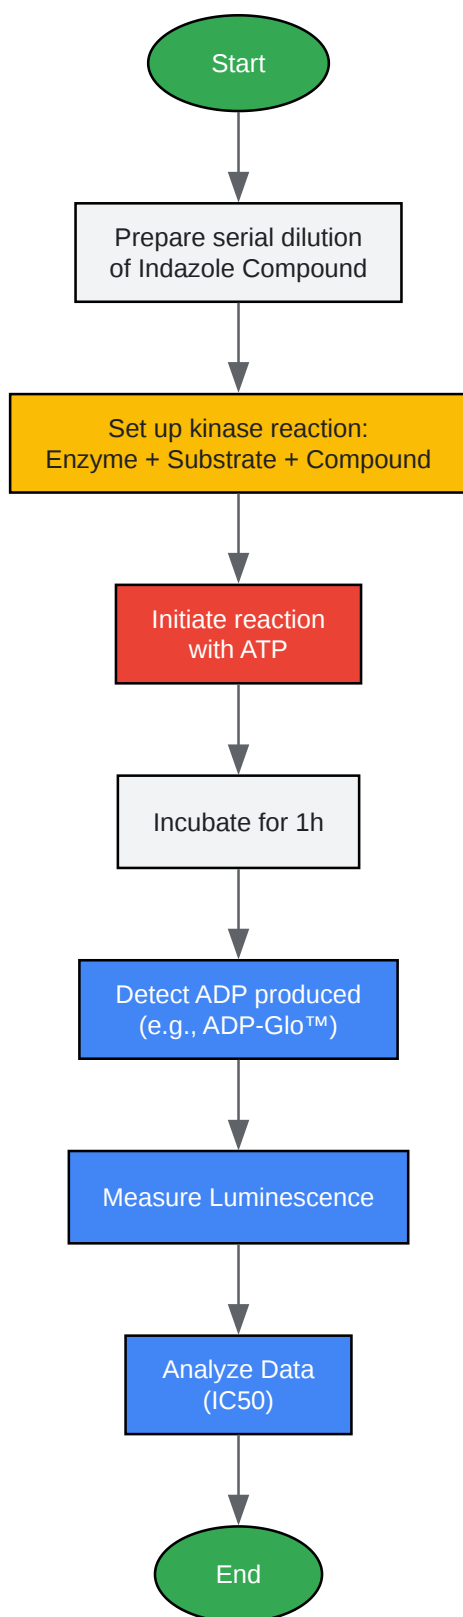 Start
Prepare serial dilution
of Indazole Compound
Set up kinase reaction:
Enzyme + Substrate + Compound
Initiate reaction
with ATP
Incubate for 1h
Detect ADP produced
(e.g., ADP-Glo™)
Measure Luminescence
Analyze Data
(IC50)
End